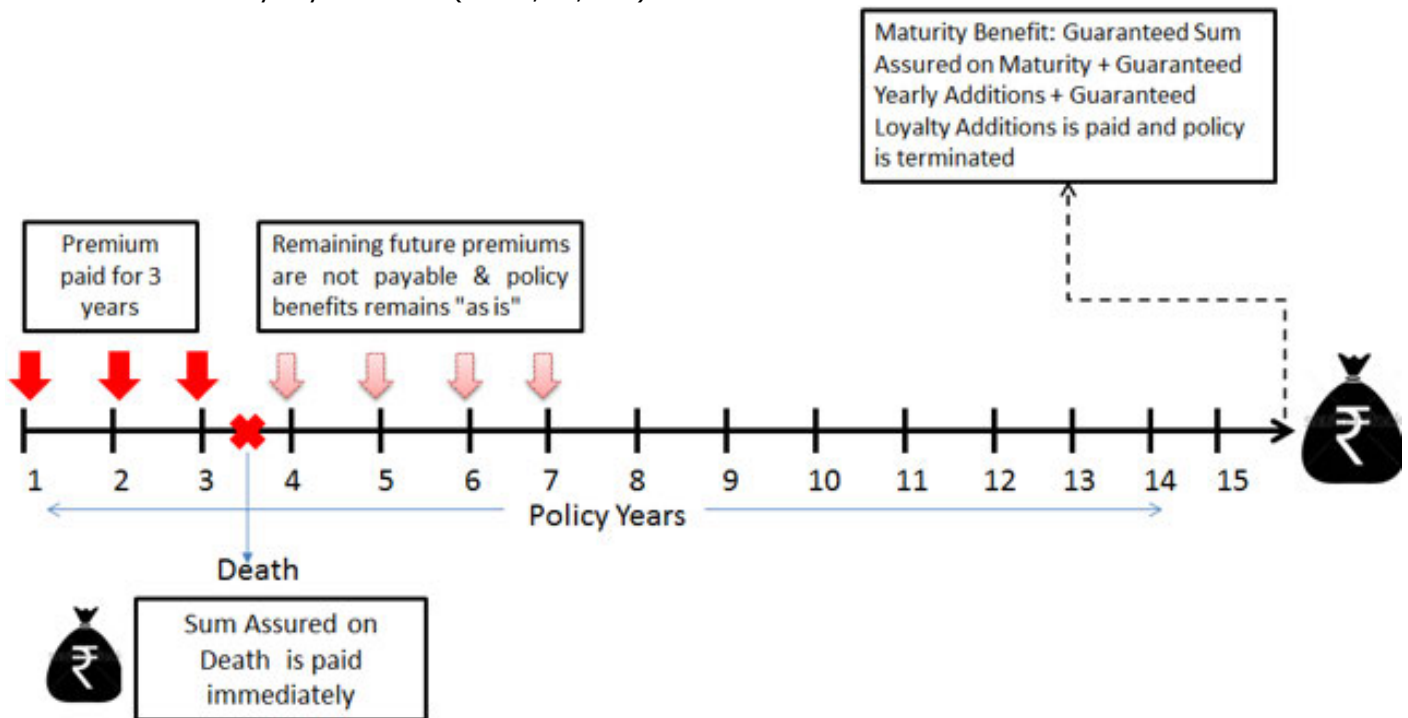 Maturity Benefit: Guaranteed Sum
Assured on Maturity + Guaranteed
Yearly Additions + Guaranteed
Loyalty Additions is paid and policy
is terminated
Premium
paid for 3
years
Remaining future premiums
are not payable & policy
benefits remains "as is"
1 2 3 4 5 6 7 8 9 10 11 12 13 14 15
Policy Years
Death
Sum Assured on
Death is paid
immediately
₹
₹